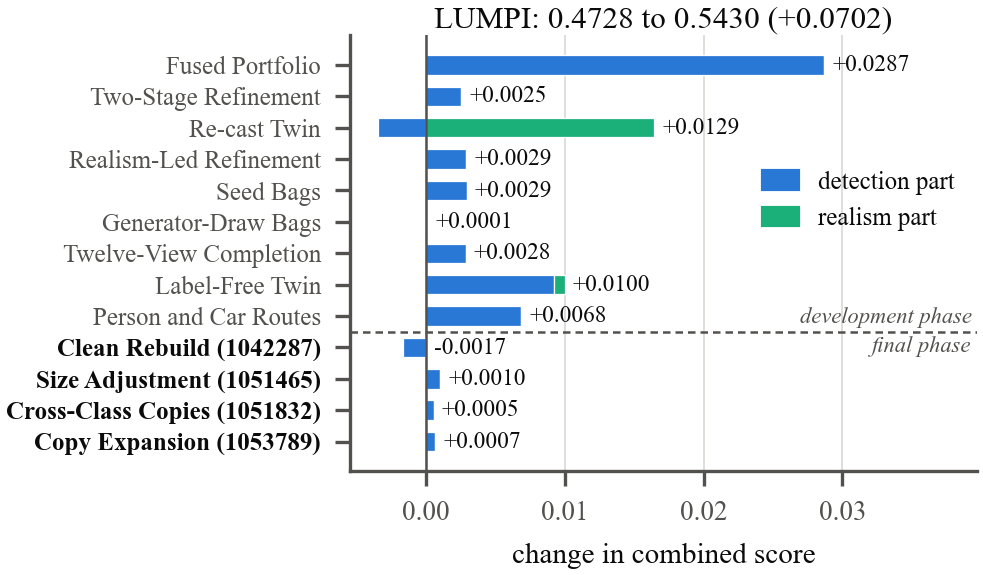 LUMPI: 0.4728 to 0.5430 (+0.0702)
Fused Portfolio +0.0287
Two-Stage Refinement +0.0025
Re-cast Twin +0.0129
Realism-Led Refinement +0.0029
Seed Bags +0.0029
Generator-Draw Bags +0.0001
Twelve-View Completion +0.0028
Label-Free Twin +0.0100
Person and Car Routes +0.0068
Clean Rebuild (1042287) -0.0017
Size Adjustment (1051465) +0.0010
Cross-Class Copies (1051832) +0.0005
Copy Expansion (1053789) +0.0007
detection part
realism part
development phase
final phase
0.00 0.01 0.02 0.03
change in combined score